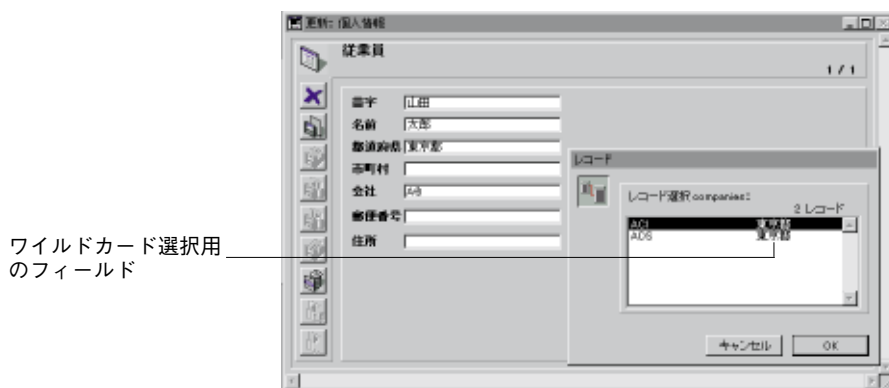 更新: 個人情報
従業員
1 / 1
苗字 山田
名前 太郎
都道府県 東京都
市町村
会社 A@
郵便番号
住所
レコード
レコード選択 companies:
2 レコード
ACI 東京都
ACS 東京都
キャンセル OK
ワイルドカード選択用
のフィールド